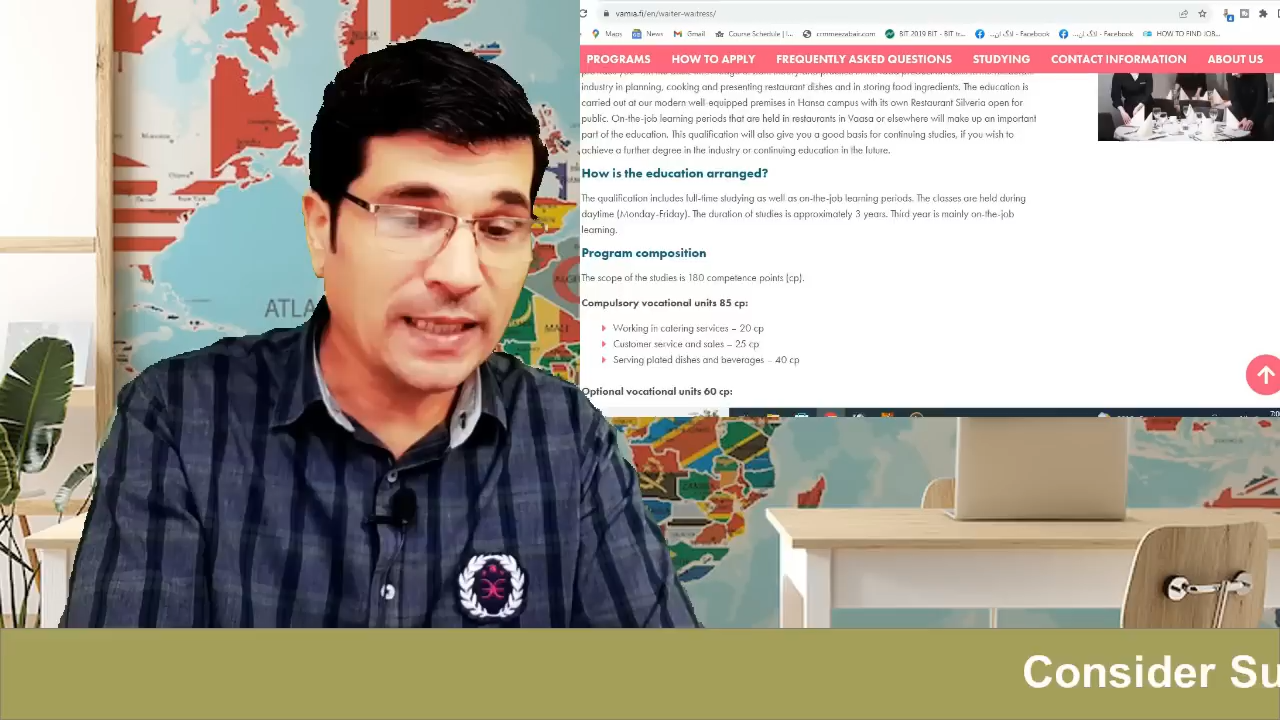 vamia.fi/en/waiter-waitress/
Maps News Gmail Course Schedule | I... crmmeezabair.com BIT 2019 BIT - BIT tr... Facebook - لاگ ان... Facebook - لاگ ان... HOW TO FIND JOB...
PROGRAMS HOW TO APPLY FREQUENTLY ASKED QUESTIONS STUDYING CONTACT INFORMATION ABOUT US
industry in planning, cooking and presenting restaurant dishes and in storing food ingredients. The education is
carried out at our modern well-equipped premises in Hansa campus with its own Restaurant Silveria open for
public. On-the-job learning periods that are held in restaurants in Vaasa or elsewhere will make up an important
part of the education. This qualification will also give you a good base for continuing studies, if you wish to
achieve a further degree in the industry or continuing education in the future.
How is the education arranged?
The qualification includes full-time studying as well as on-the-job learning periods. The classes are held during
daytime (Monday-Friday). The duration of studies is approximately 3 years. Third year is mainly on-the-job
learning.
Program composition
The scope of the studies is 180 competence points (cp).
Compulsory vocational units 85 cp:
Working in catering services – 20 cp
Customer service and sales – 25 cp
Serving plated dishes and beverages – 40 cp
Optional vocational units 60 cp:
ATLA
MALI
Consider Su